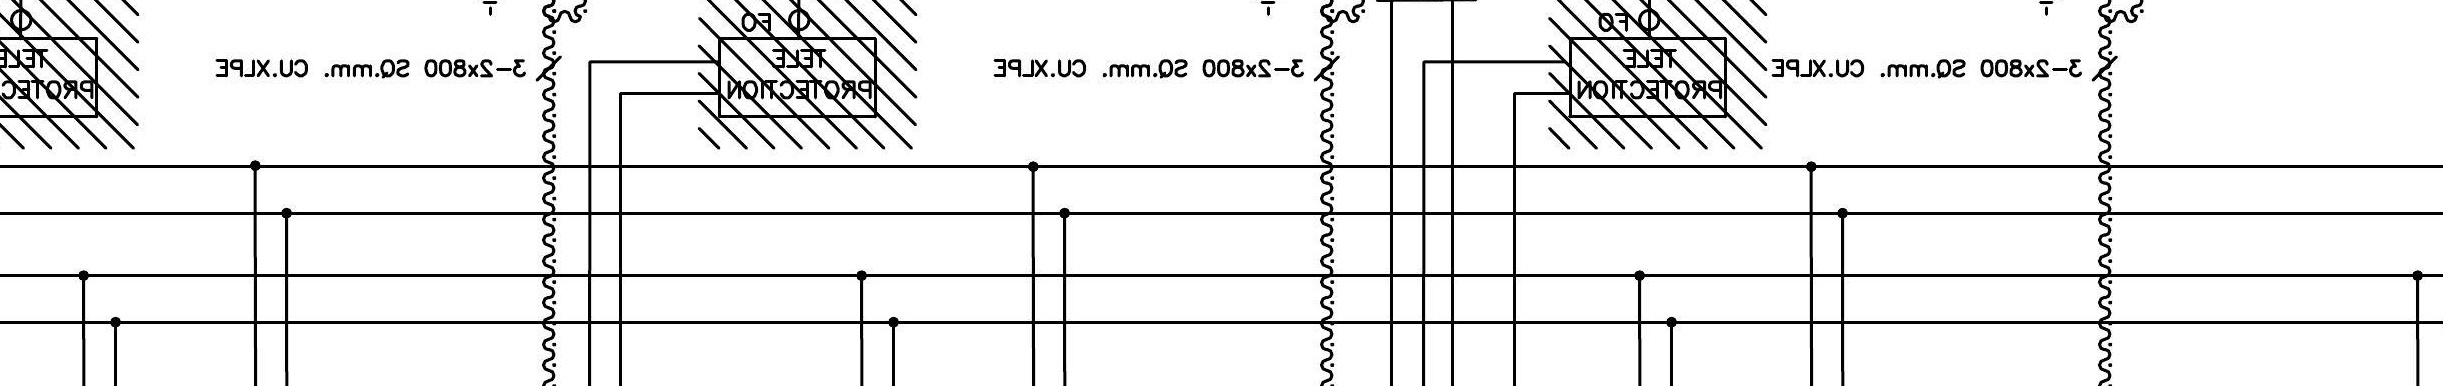 FO
FO
TELE
PROTECTION
3-2x800 SQ.mm. CU.XLPE
TELE
PROTECTION
3-2x800 SQ.mm. CU.XLPE
TELE
PROTEC
3-2x800 SQ.mm. CU.XLPE